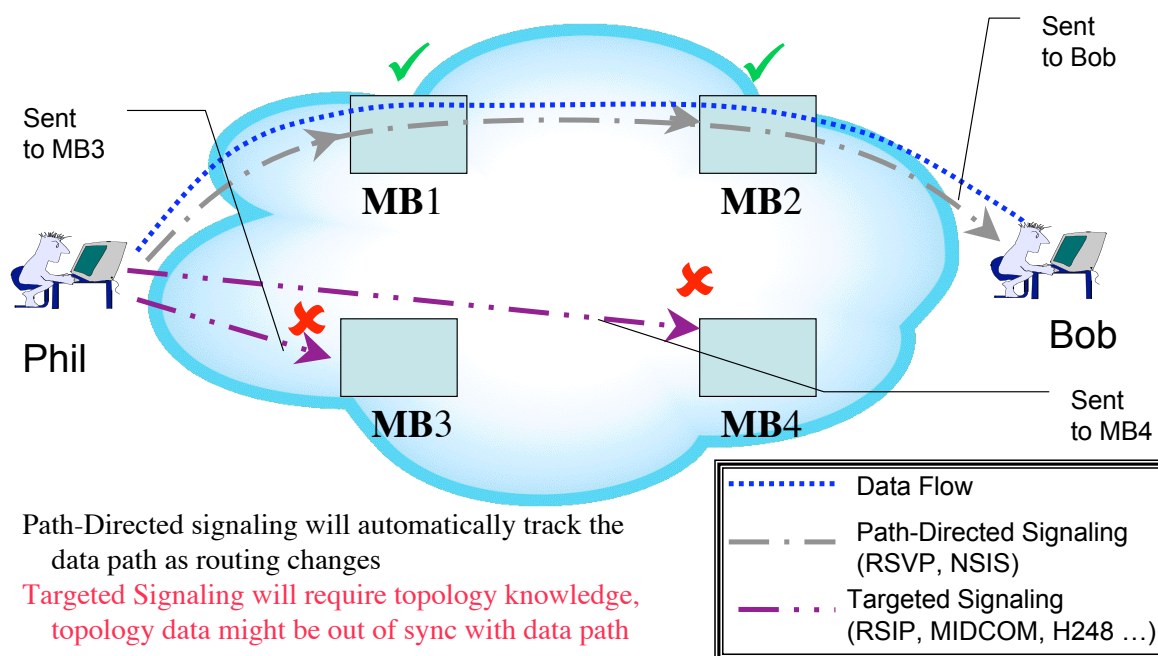 Sent
to Bob
Sent
to MB3
MB1
MB2
Phil
Bob
MB3
MB4
Sent
to MB4
Path-Directed signaling will automatically track the
data path as routing changes
Targeted Signaling will require topology knowledge,
topology data might be out of sync with data path
Data Flow
Path-Directed Signaling
(RSVP, NSIS)
Targeted Signaling
(RSIP, MIDCOM, H248 …)